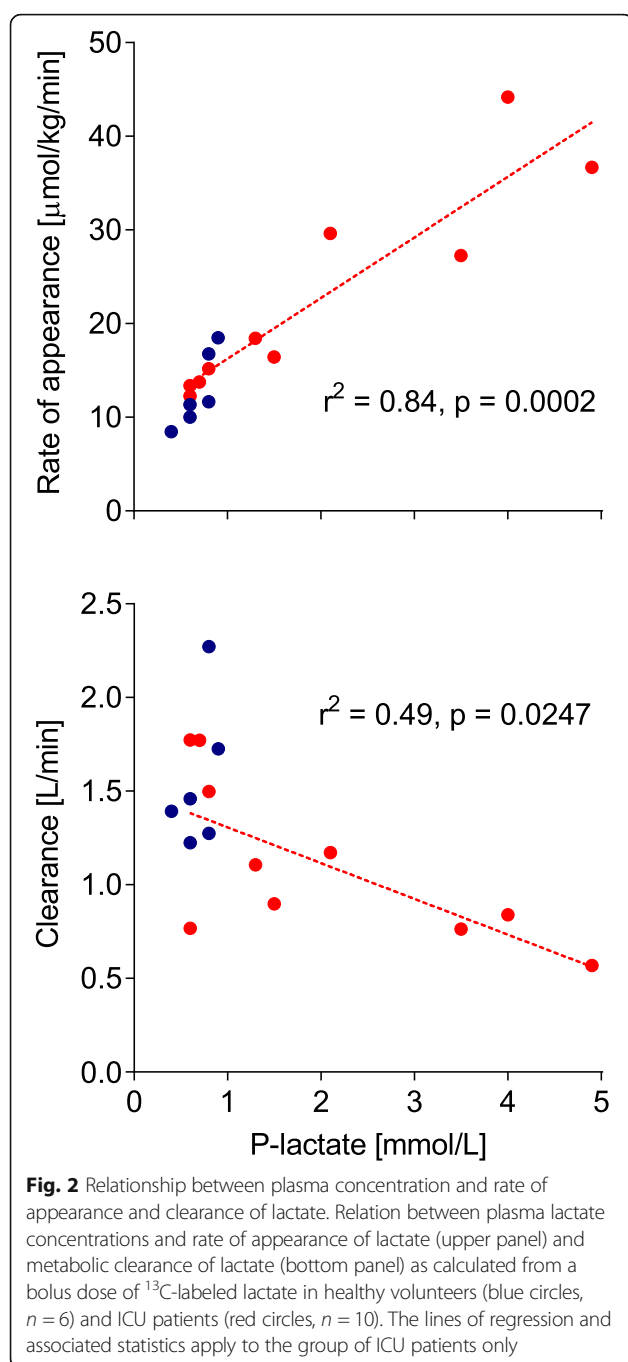 50
40
30
20
10
0
Rate of appearance [μmol/kg/min]
r² = 0.84, p = 0.0002
2.5
2.0
1.5
1.0
0.5
0.0
Clearance [L/min]
r² = 0.49, p = 0.0247
0 1 2 3 4 5
P-lactate [mmol/L]
Fig. 2 Relationship between plasma concentration and rate of
appearance and clearance of lactate. Relation between plasma lactate
concentrations and rate of appearance of lactate (upper panel) and
metabolic clearance of lactate (bottom panel) as calculated from a
bolus dose of ¹³C-labeled lactate in healthy volunteers (blue circles,
n = 6) and ICU patients (red circles, n = 10). The lines of regression and
associated statistics apply to the group of ICU patients only